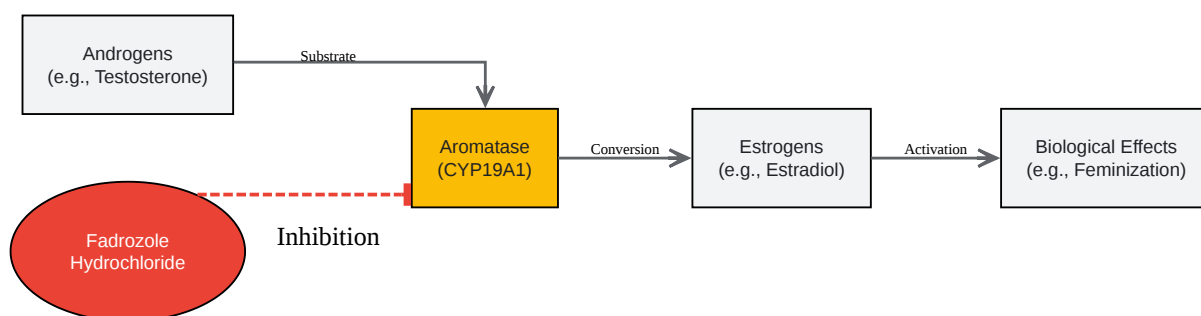 Androgens
(e.g., Testosterone)
Substrate
Aromatase
(CYP19A1)
Conversion
Estrogens
(e.g., Estradiol)
Activation
Biological Effects
(e.g., Feminization)
Fadrozole
Hydrochloride
Inhibition